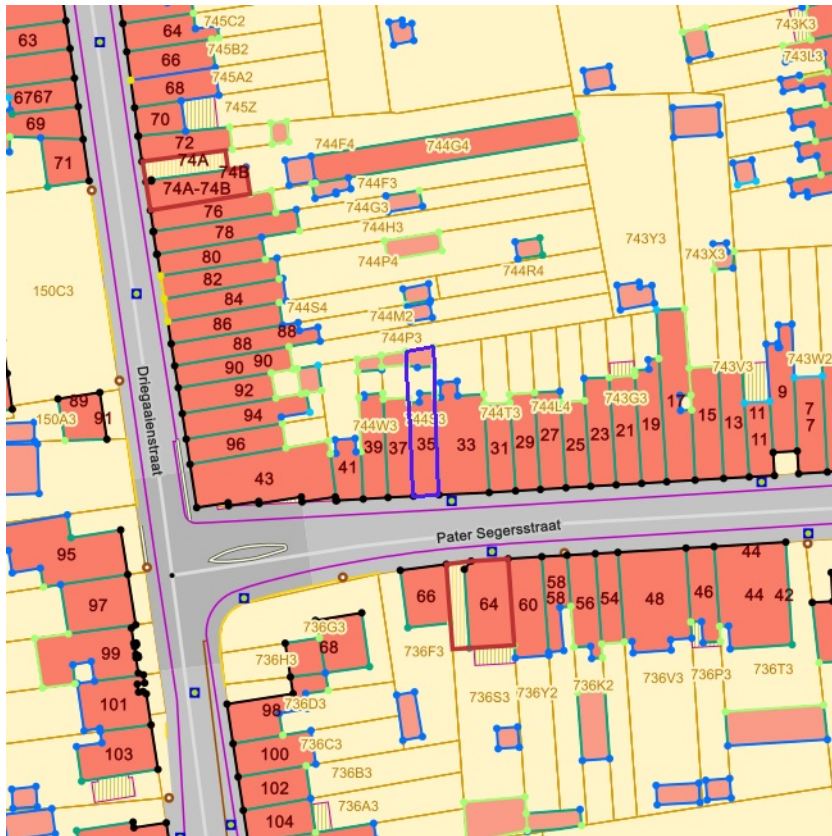 63
64
745C2
743K3
66
745B2
743L3
6767
68
745A2
69
70
745Z
72
71
74A
744F4
744G4
74B
74A-74B
744F3
76
744G3
78
744H3
743Y3
80
744P4
743X3
82
744R4
150C3
84
744S4
86
88
744M2
88
744P3
90
90
743V3
743W2
89
92
17
9
150A3
91
94
744W3
744S3
744T3
744L4
743G3
15
13
11
7
96
39
37
35
33
31
29
27
25
23
21
19
11
7
43
41
Driegaaienstraat
Pater Segersstraat
95
44
58
97
66
64
60
58
56
54
48
46
44
42
736G3
99
68
736F3
736H3
736S3
736Y2
736K2
736V3
736P3
736T3
101
98
736D3
103
100
736C3
102
736B3
104
736A3